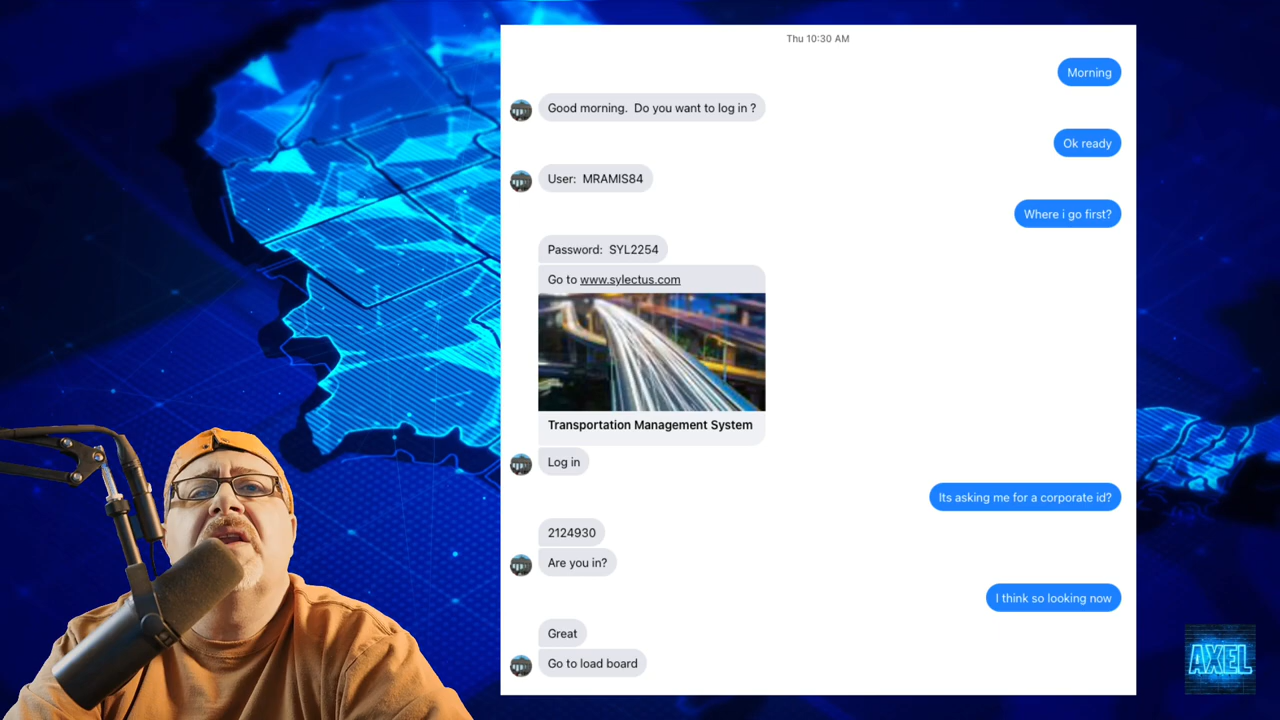 Thu 10:30 AM
Morning
Good morning.  Do you want to log in ?
Ok ready
User:  MRAMIS84
Where i go first?
Password:  SYL2254
Go to www.sylectus.com
Transportation Management System
Log in
Its asking me for a corporate id?
2124930
Are you in?
I think so looking now
Great
Go to load board
AXEL